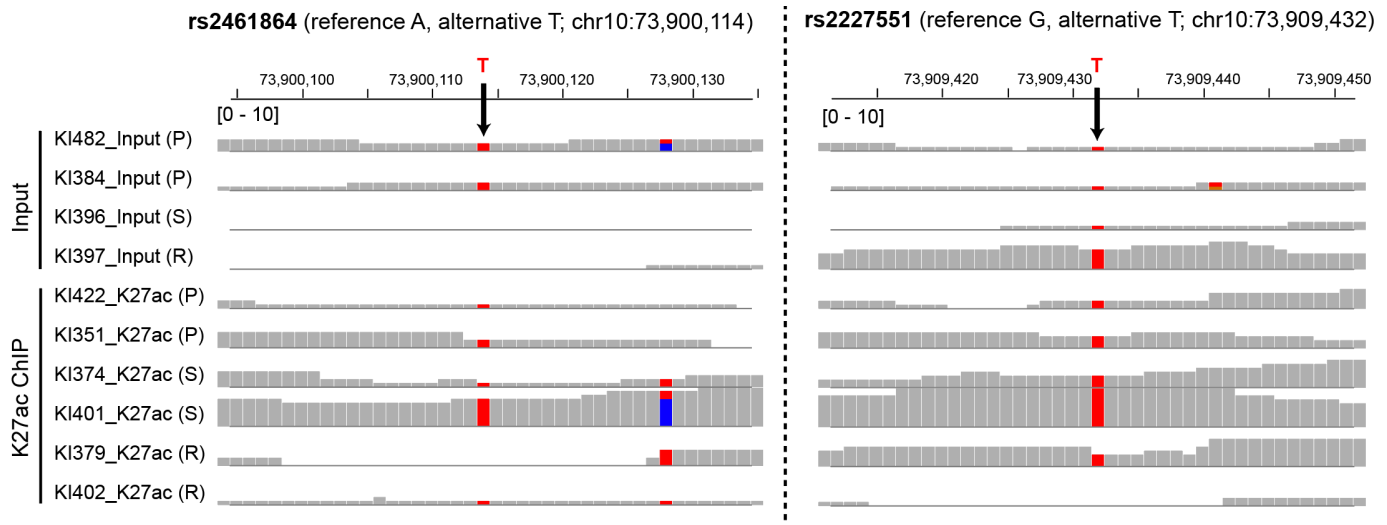 rs2461864 (reference A, alternative T; chr10:73,900,114)
rs2227551 (reference G, alternative T; chr10:73,909,432)
T
T
73,900,100 73,900,110 73,900,120 73,900,130
73,909,420 73,909,430 73,909,440 73,909,450
[0 - 10]
[0 - 10]
Input
KI482_Input (P)
KI384_Input (P)
KI396_Input (S)
KI397_Input (R)
K27ac ChIP
KI422_K27ac (P)
KI351_K27ac (P)
KI374_K27ac (S)
KI401_K27ac (S)
KI379_K27ac (R)
KI402_K27ac (R)